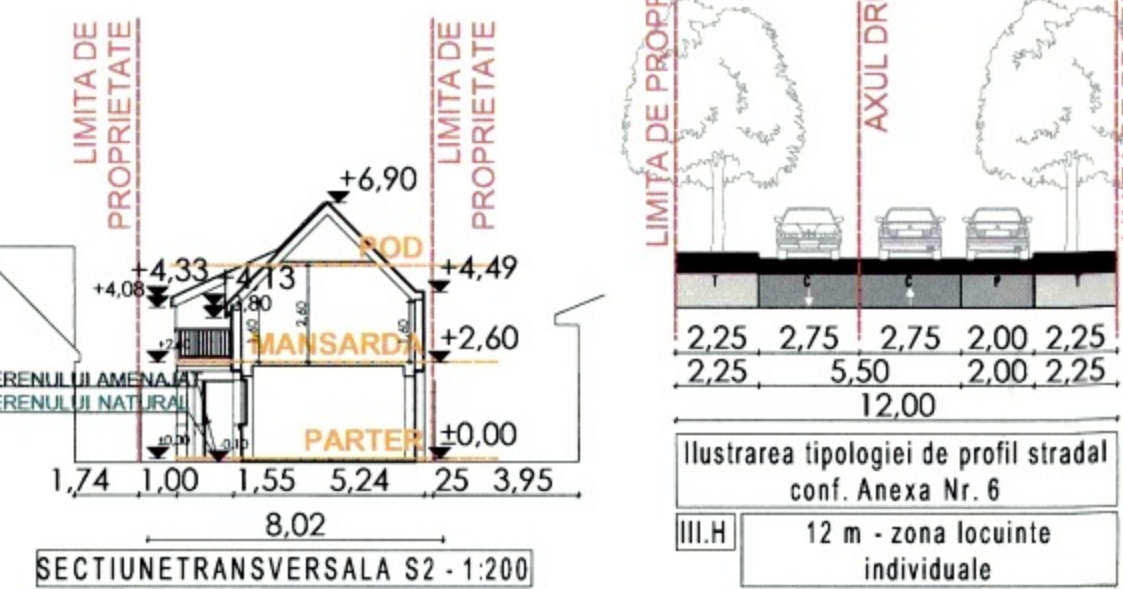 LIMITA DE
PROPRIETATE
LIMITA DE
PROPRIETATE
+6,90
POD
+4,33
+4,13
+4,49
+4,08
2,60
MANSARDA
+2,60
ERENULUI AMENAJAT
ERENULUI NATURAL
±0,00
PARTER
±0,00
1,74 1,00 1,55 5,24 25 3,95
8,02
SECTIUNETRANSVERSALA S2 - 1:200
LIMITA DE PROPR
AXUL DR
T C C P T
2,25 2,75 2,75 2,00 2,25
2,25 5,50 2,00 2,25
12,00
Ilustrarea tipologiei de profil stradal
conf. Anexa Nr. 6
III.H
12 m - zona locuinte
individuale